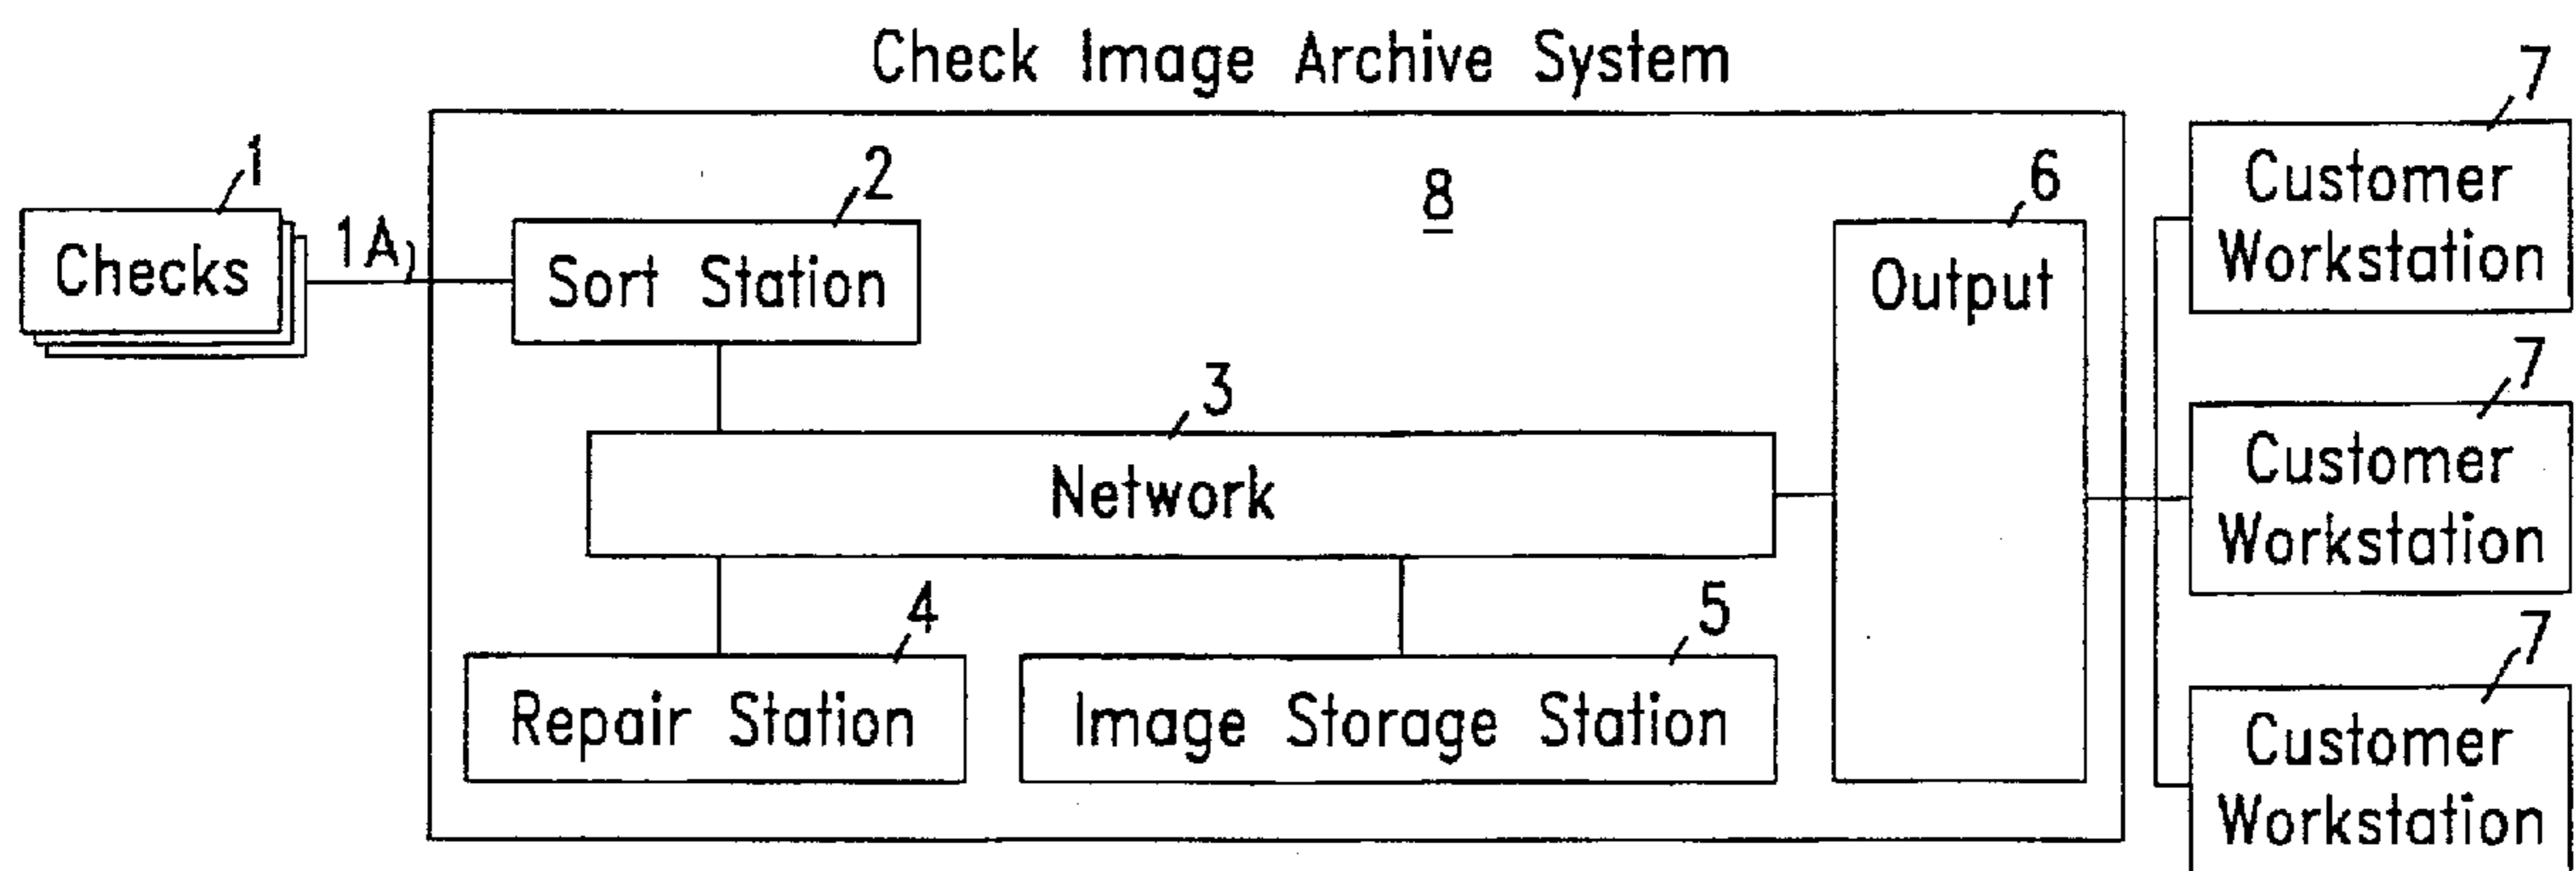 Check Image Archive System
1
Checks
1A
2
Sort Station
8
6
Output
3
Network
4
Repair Station
5
Image Storage Station
7
Customer
Workstation
7
Customer
Workstation
7
Customer
Workstation